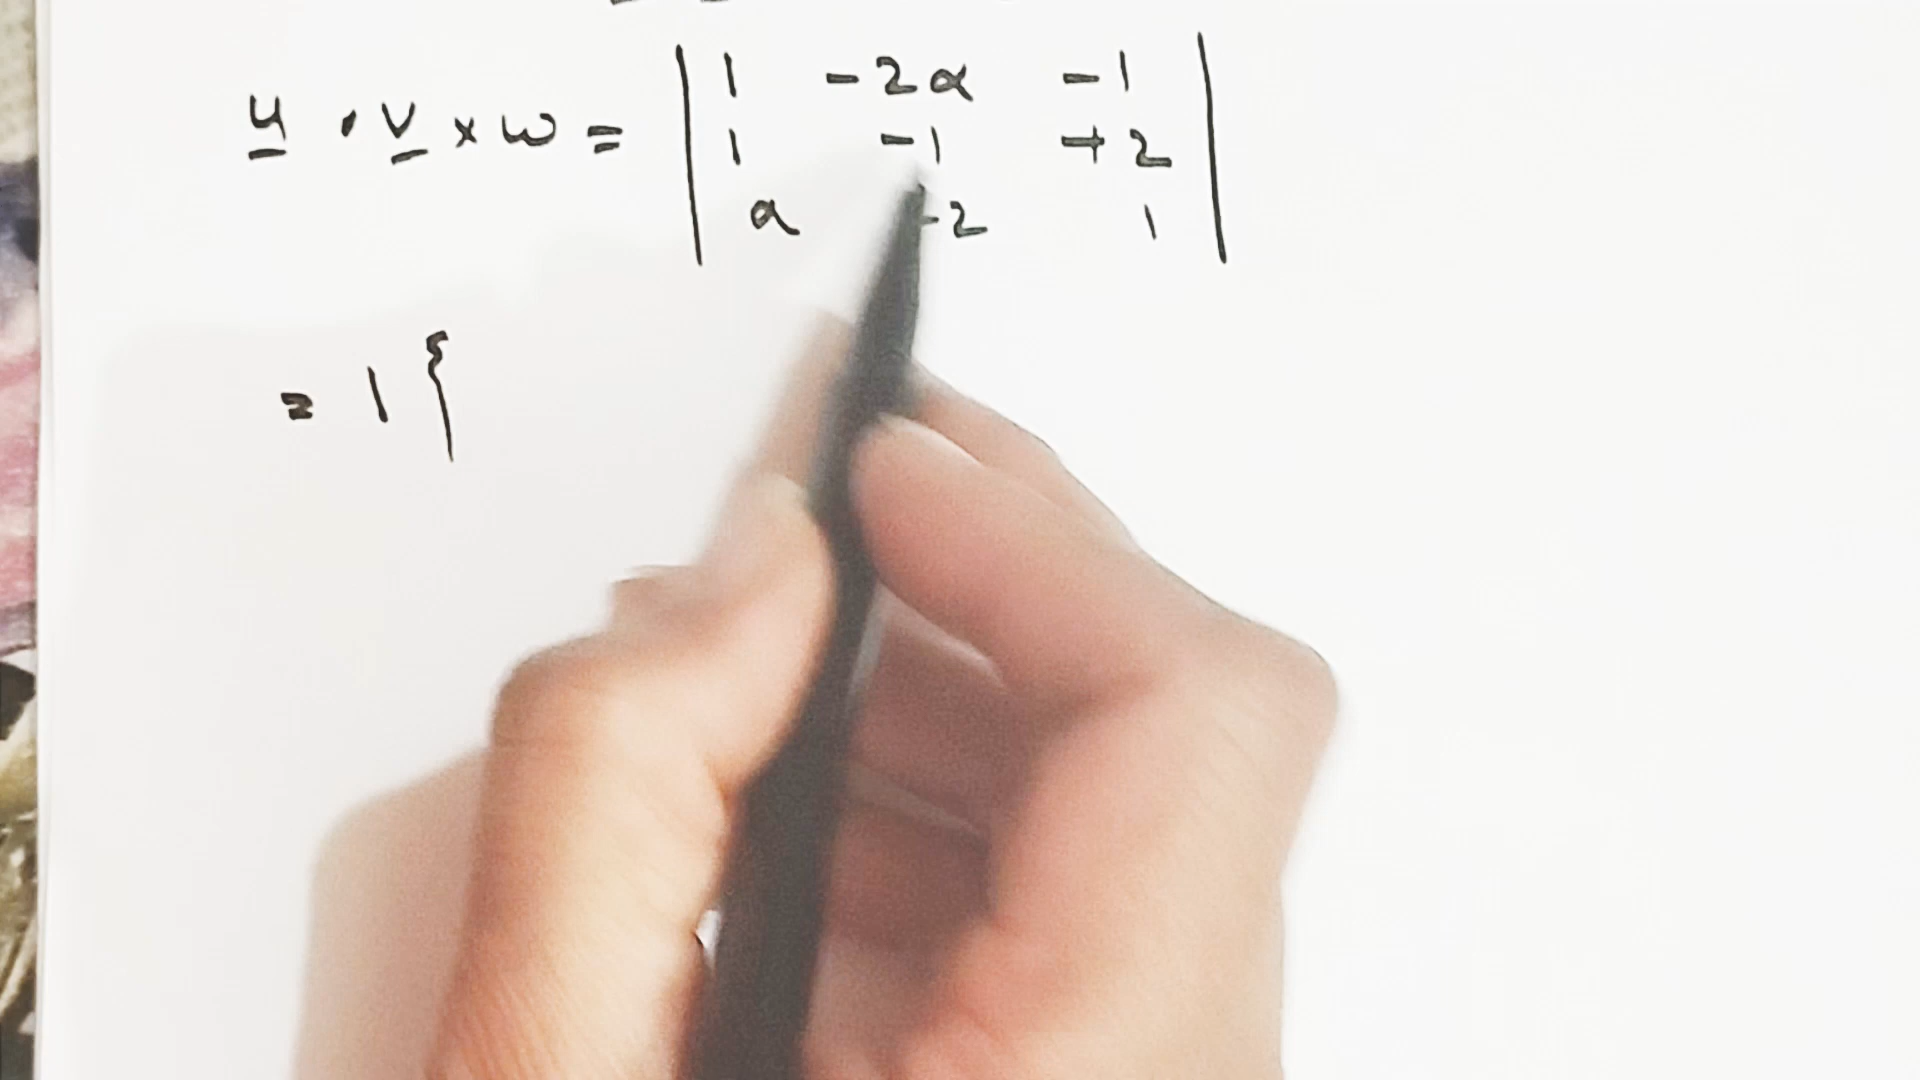 u . v × w = | 1 -2α -1 |
| 1 -1 +2 |
| α -2 1 |
= 1 {